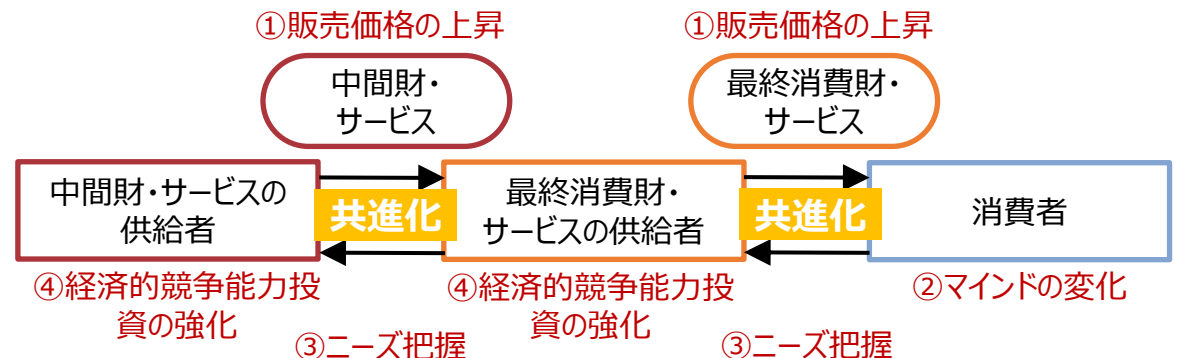 ①販売価格の上昇
①販売価格の上昇
中間財・
サービス
最終消費財・
サービス
中間財・サービスの
供給者
共進化
最終消費財・
サービスの供給者
共進化
消費者
④経済的競争能力投
資の強化
④経済的競争能力投
資の強化
②マインドの変化
③ニーズ把握
③ニーズ把握